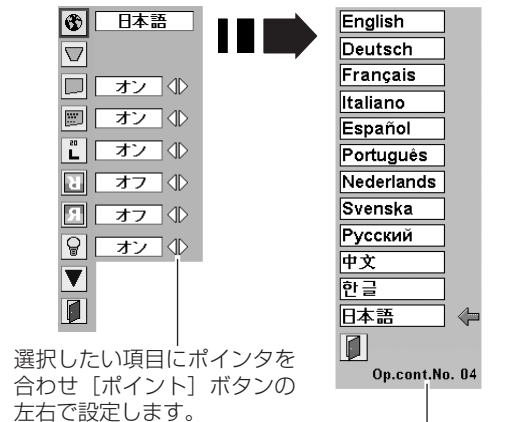 日本語
オン
オン
20
L
オン
オフ
R
オフ
オン
選択したい項目にポインタを
合わせ［ポイント］ボタンの
左右で設定します。
English
Deutsch
Français
Italiano
Español
Português
Nederlands
Svenska
Русский
中文
한글
日本語
Op.cont.No. 04